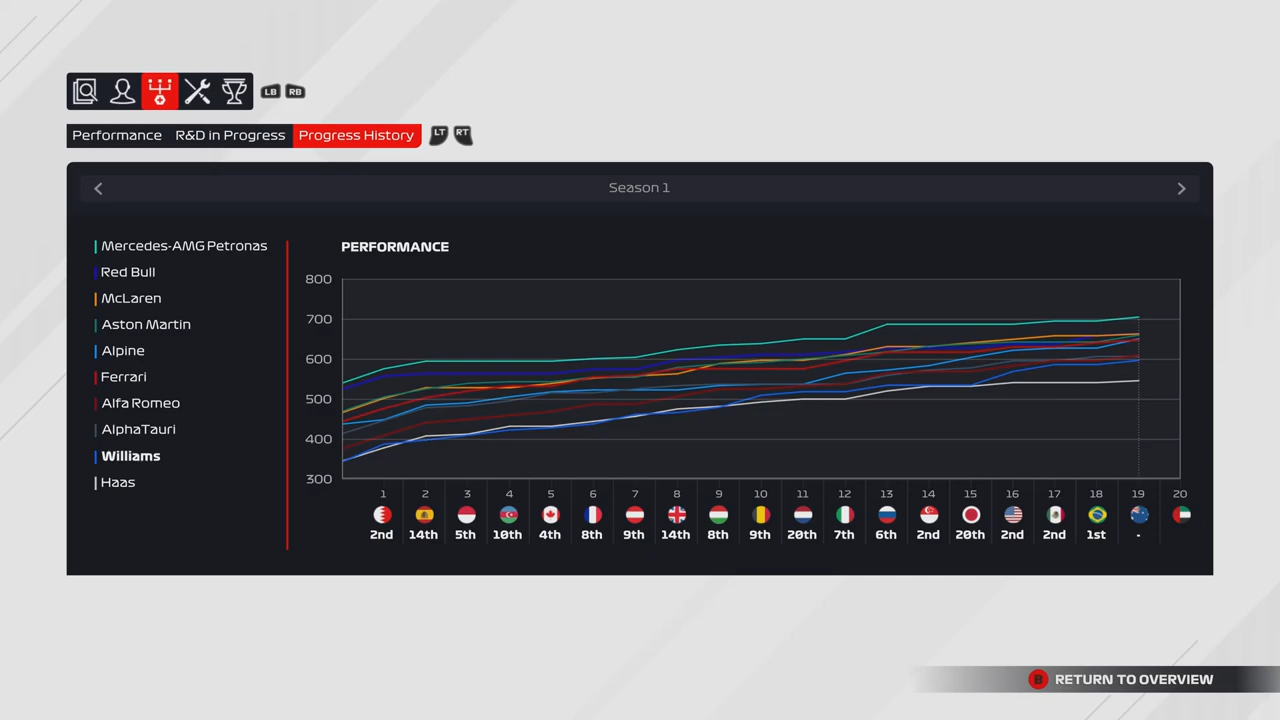 LB RB
Performance R&D in Progress Progress History LT RT
Season 1
Mercedes-AMG Petronas
Red Bull
McLaren
Aston Martin
Alpine
Ferrari
Alfa Romeo
AlphaTauri
Williams
Haas
PERFORMANCE
800
700
600
500
400
300
1 2 3 4 5 6 7 8 9 10 11 12 13 14 15 16 17 18 19 20
2nd 14th 5th 10th 4th 8th 9th 14th 8th 9th 20th 7th 6th 2nd 20th 2nd 2nd 1st -
B RETURN TO OVERVIEW